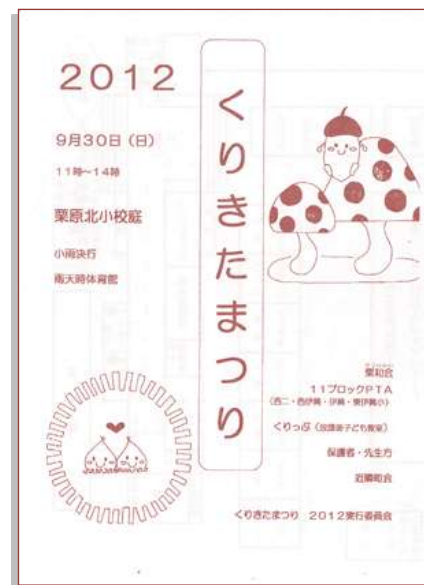 2012
9月30日（日）
11時～14時
栗原北小校庭
小雨決行
雨天時体育館
くりきたまつり
栗和会
11ブロックPTA
（西二・西伊興・伊興・東伊興小）
くりっぷ（放課後子ども教室）
保護者・先生方
近隣町会
くりきたまつり　2012実行委員会